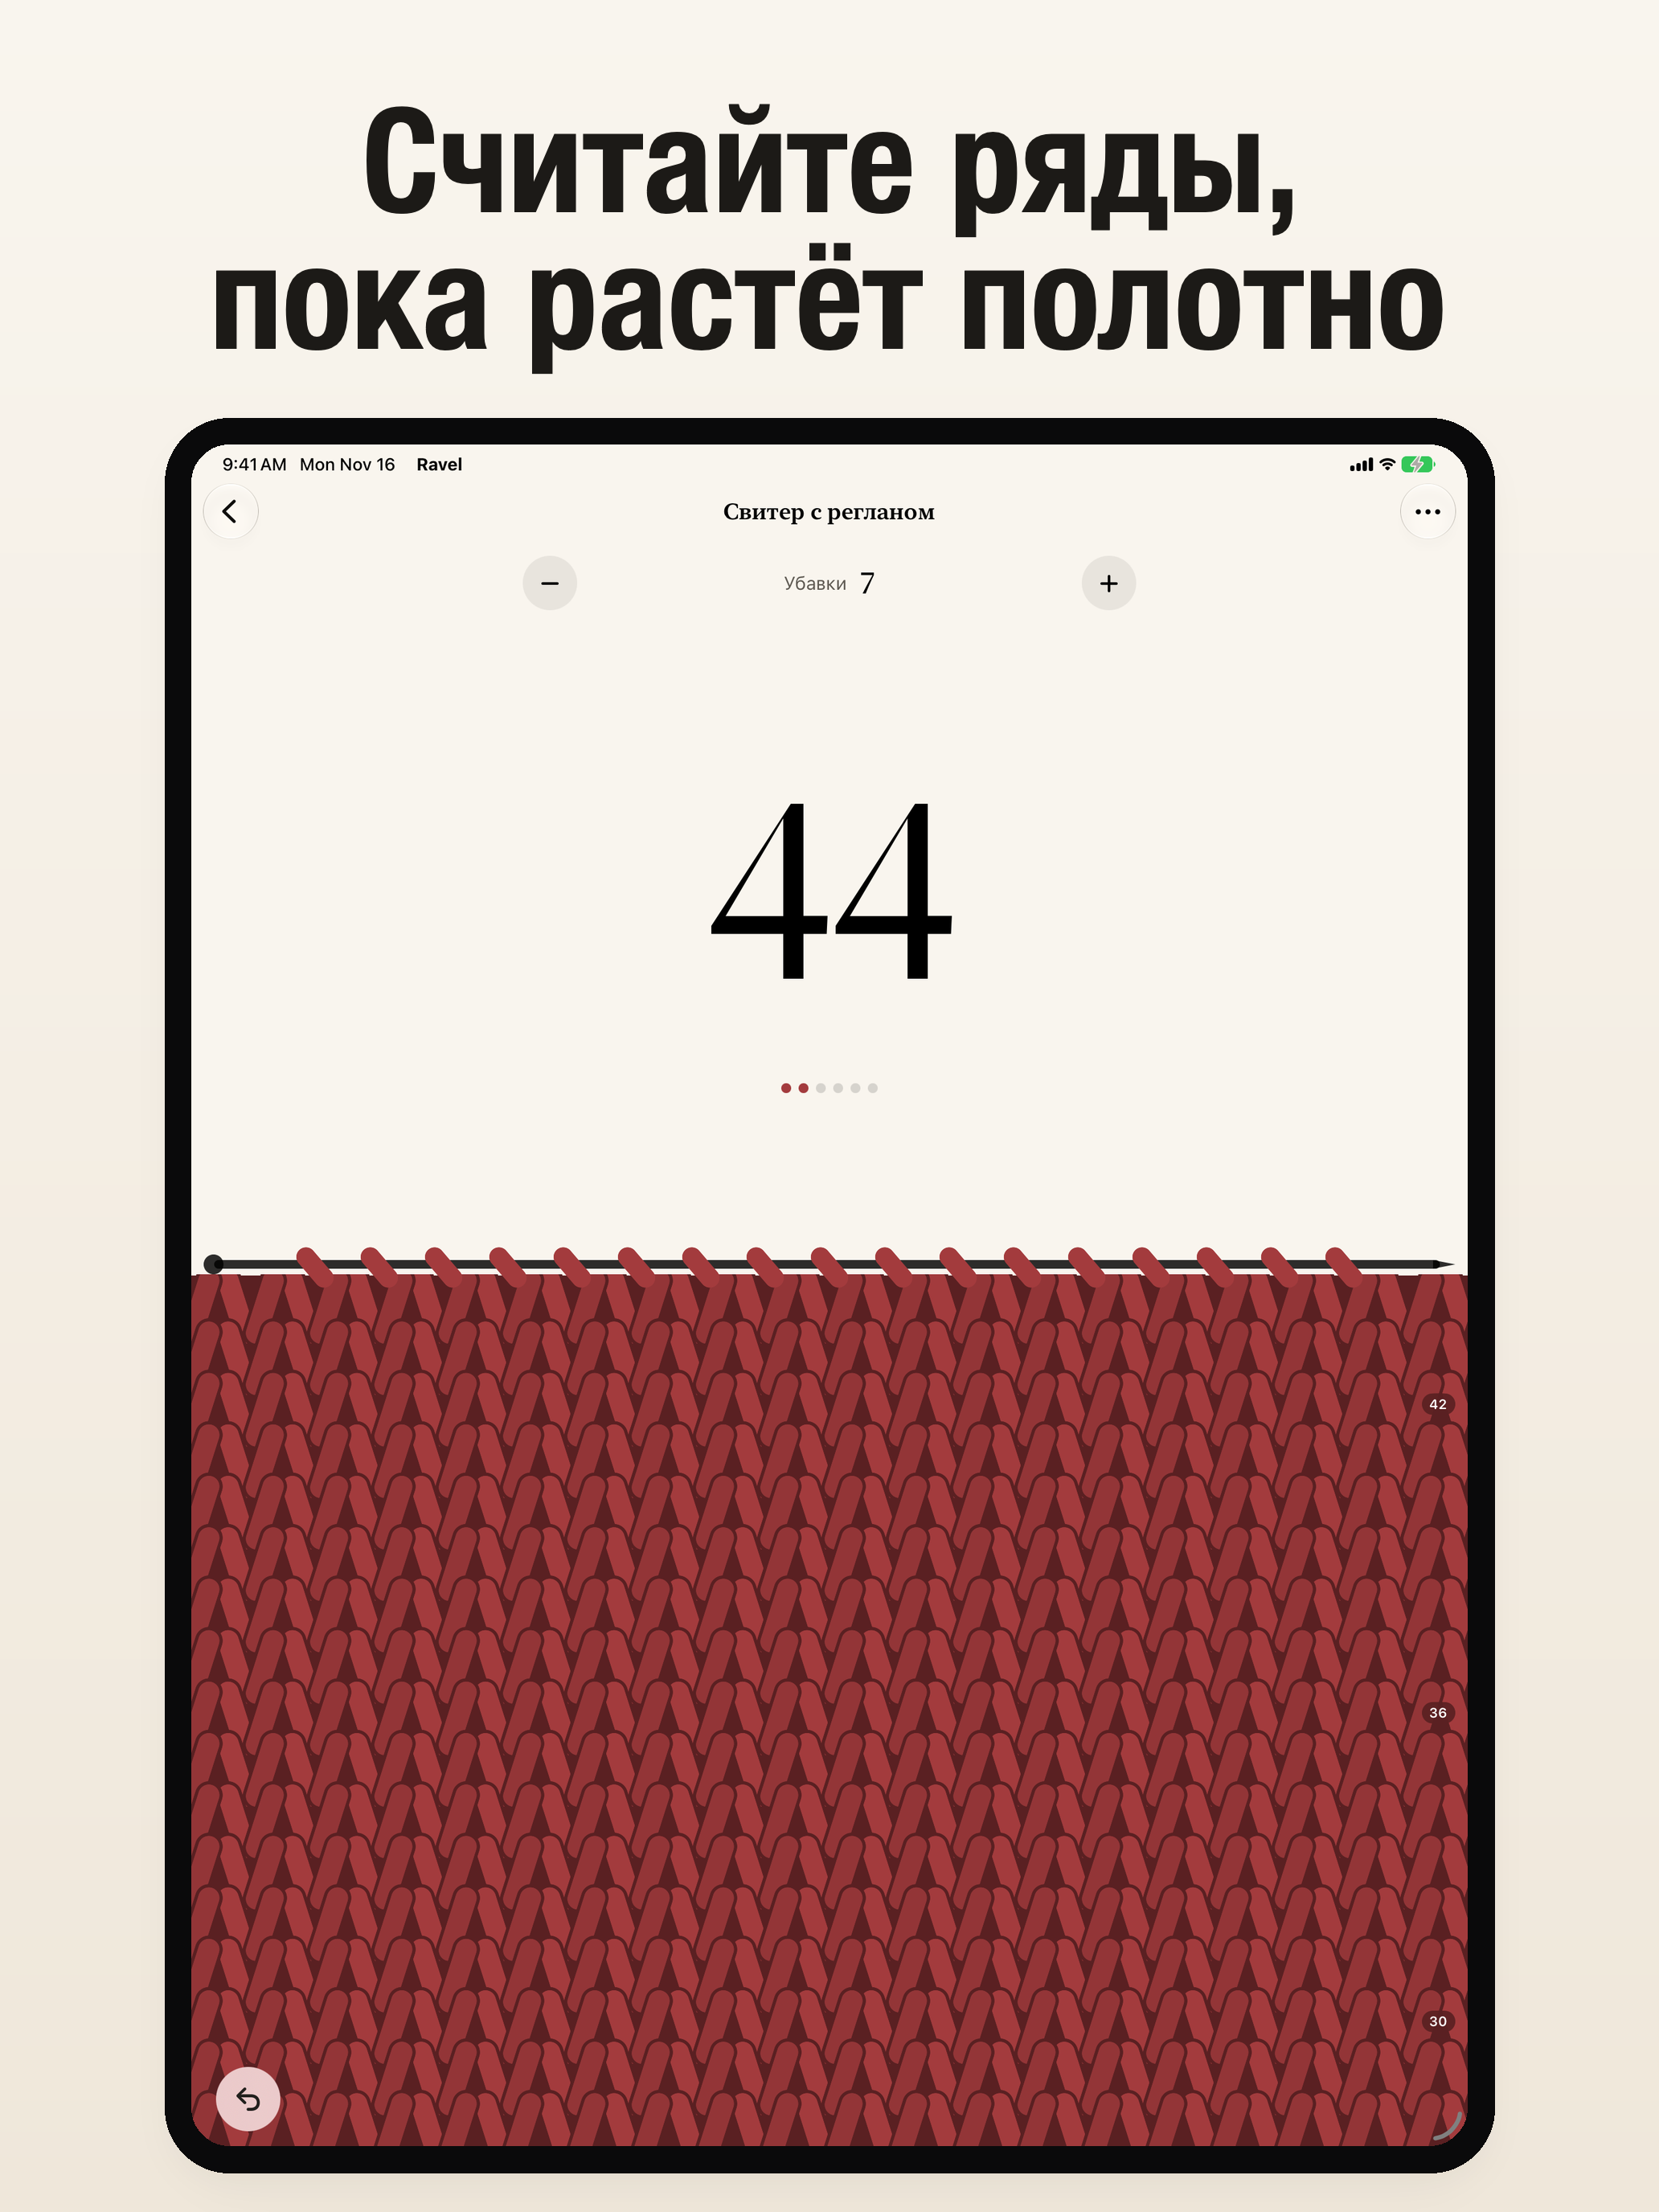 Считайте ряды,
пока растёт полотно
9:41 AM Mon Nov 16 Ravel
Свитер с регланом
Убавки 7
44
42
36
30